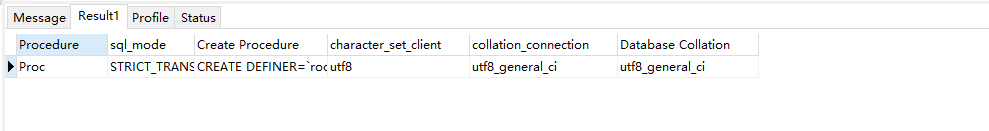 Message Result1 Profile Status
Procedure sql_mode Create Procedure character_set_client collation_connection Database Collation
Proc STRICT_TRANS CREATE DEFINER=`roo utf8 utf8_general_ci utf8_general_ci